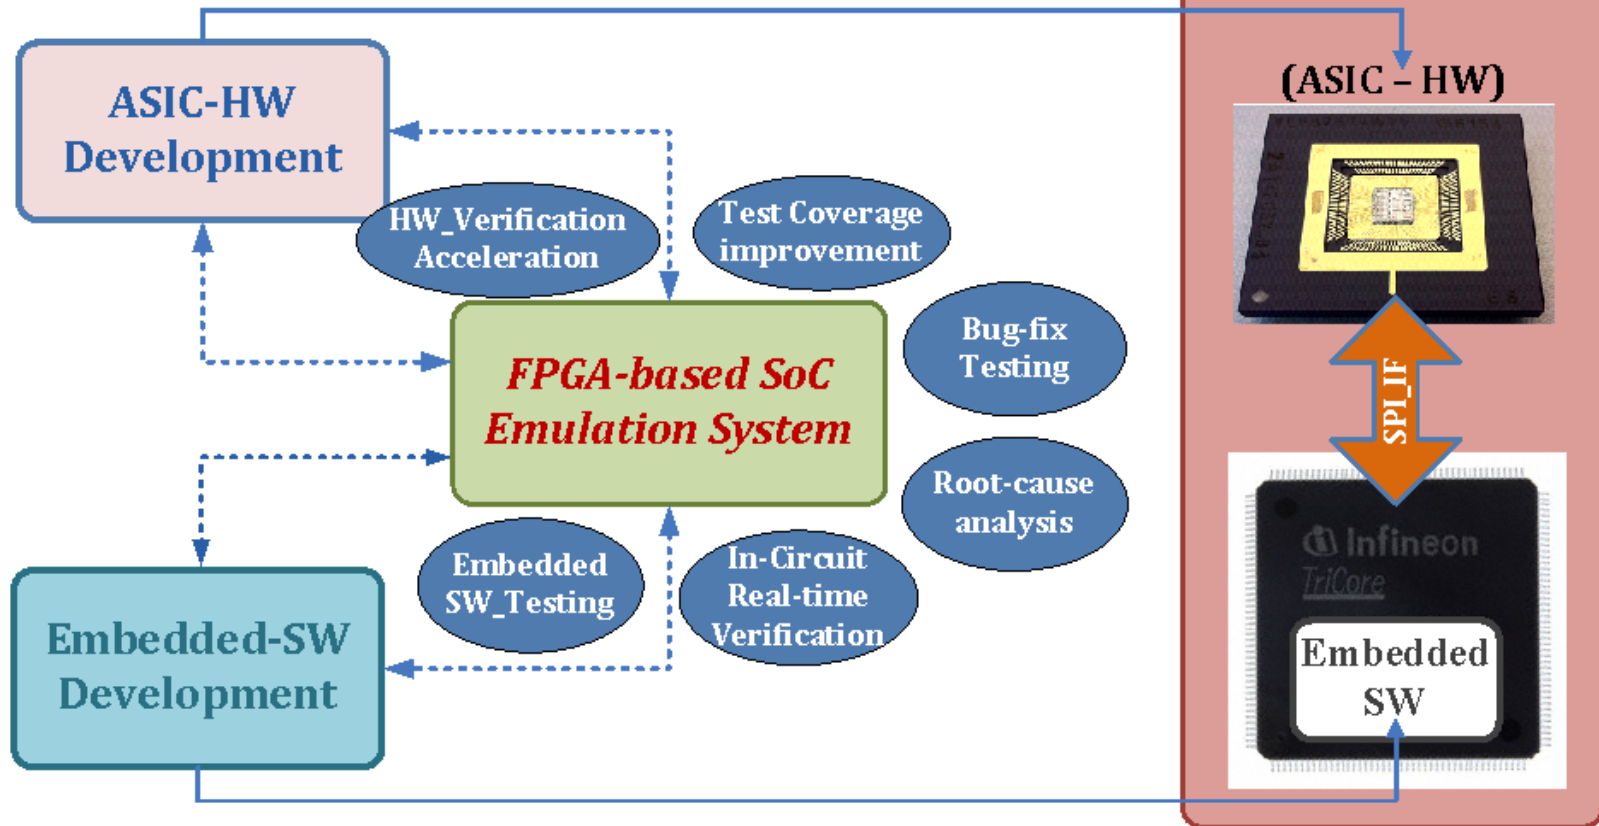 ASIC-HW
Development
HW_Verification
Acceleration
Test Coverage
improvement
Bug-fix
Testing
FPGA-based SoC
Emulation System
Root-cause
analysis
Embedded
SW_Testing
In-Circuit
Real-time
Verification
Embedded-SW
Development
(ASIC – HW)
SPI_IF
Infineon
TriCore
Embedded
SW